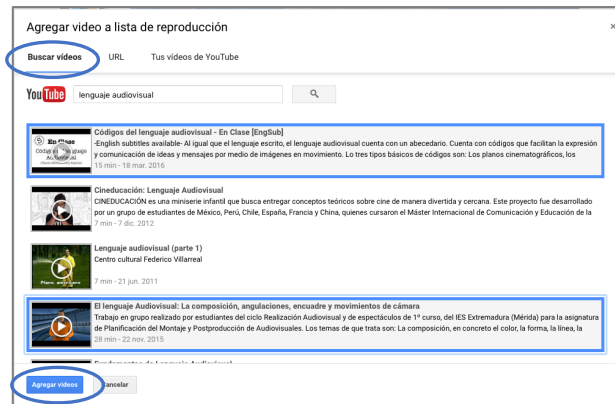 Agregar video a lista de reproducción
×
Buscar vídeos URL Tus vídeos de YouTube
YouTube lenguaje audiovisual
Códigos del lenguaje audiovisual - En Clase [EngSub]
-English subtitles available- Al igual que el lenguaje escrito, el lenguaje audiovisual cuenta con un abecedario. Cuenta con códigos que facilitan la expresión
y comunicación de ideas y mensajes por medio de imágenes en movimiento. Lo tres tipos básicos de códigos son: Los planos cinematográficos, los
15 min - 18 mar. 2016
En Clase
Cineducación: Lenguaje Audiovisual
CINEDUCACIÓN es una miniserie infantil que busca entregar conceptos teóricos sobre cine de manera divertida y cercana. Este proyecto fue desarrollado
por un grupo de estudiantes de México, Perú, Chile, España, Francia y China, quienes cursaron el Máster Internacional de Comunicación y Educación de la
7 min - 7 dic. 2012
Lenguaje audiovisual (parte 1)
Centro cultural Federico Villarreal
7 min - 21 jun. 2011
El lenguaje Audiovisual: La composición, angulaciones, encuadre y movimientos de cámara
Trabajo en grupo realizado por estudiantes del ciclo Realización Audiovisual y de espectáculos de 1º curso, del IES Extremadura (Mérida) para la asignatura
de Planificación del Montaje y Postproducción de Audiovisuales. Los temas de que trata son: La composición, en concreto el color, la forma, la línea, la
28 min - 22 nov. 2015
Fundamentos de Lenguaje Audiovisual
Agregar videos Cancelar